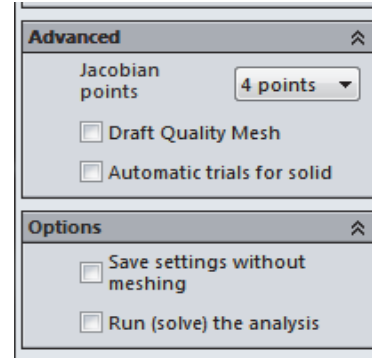 Advanced
Jacobian
points
4 points
Draft Quality Mesh
Automatic trials for solid
Options
Save settings without
meshing
Run (solve) the analysis